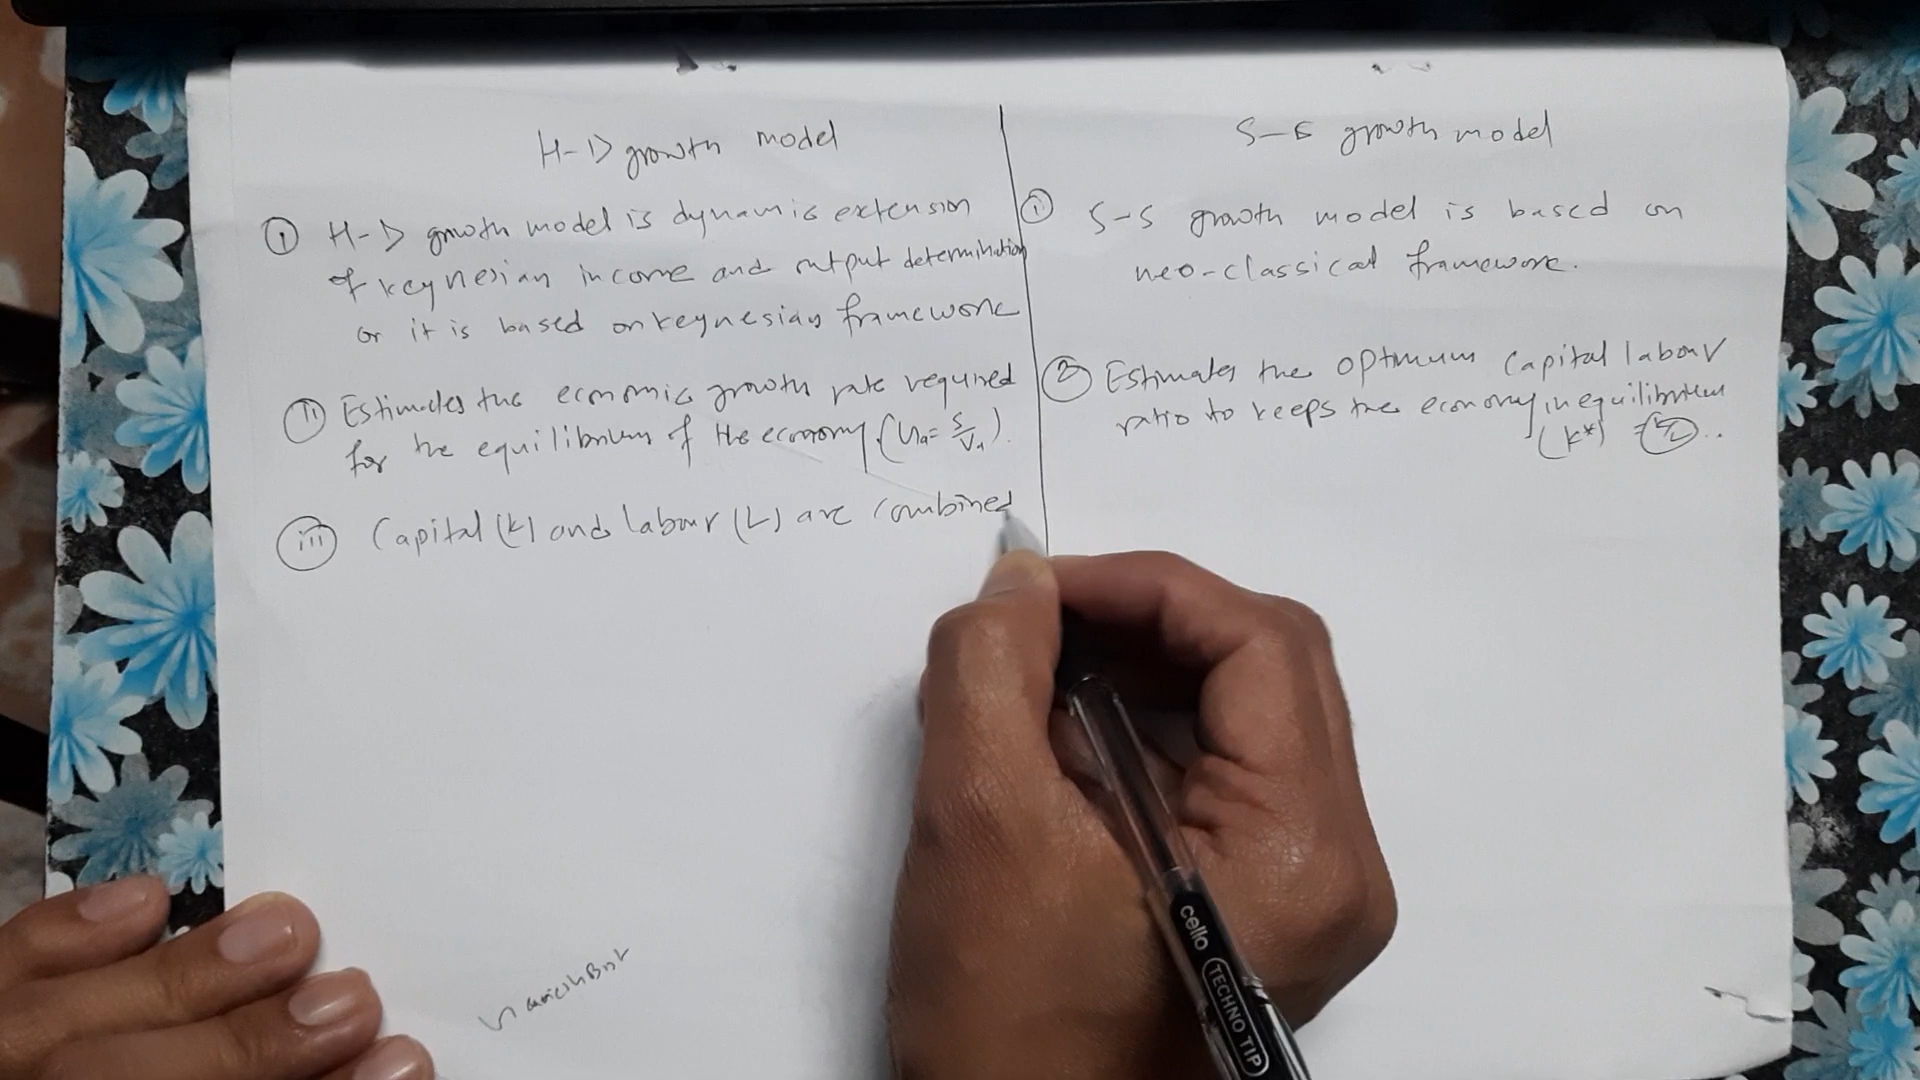 H-D growth model
① H-D growth model is dynamic extension
of keynesian income and output determination
or it is based on keynesian framework
ii Estimates the economic growth rate required
for the equilibrium of the economy.
iii Capital (K) and labour (L) are combined
S-S growth model
① S-S growth model is based on
neo-classical framework.
② Estimates the optimum capital labour
ratio to keeps the economy in equilibrium
(k*)
cello TECHNO TIP